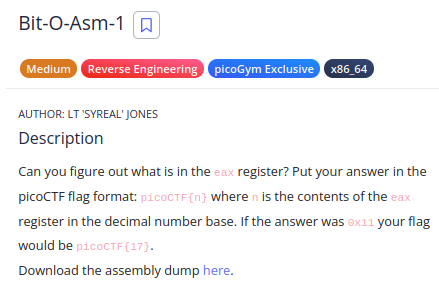 Bit-O-Asm-1
Medium Reverse Engineering picoGym Exclusive x86_64
AUTHOR: LT 'SYREAL' JONES
Description
Can you figure out what is in the eax register? Put your answer in the
picoCTF flag format: picoCTF{n} where n is the contents of the eax
register in the decimal number base. If the answer was 0x11 your flag
would be picoCTF{17}.
Download the assembly dump here.